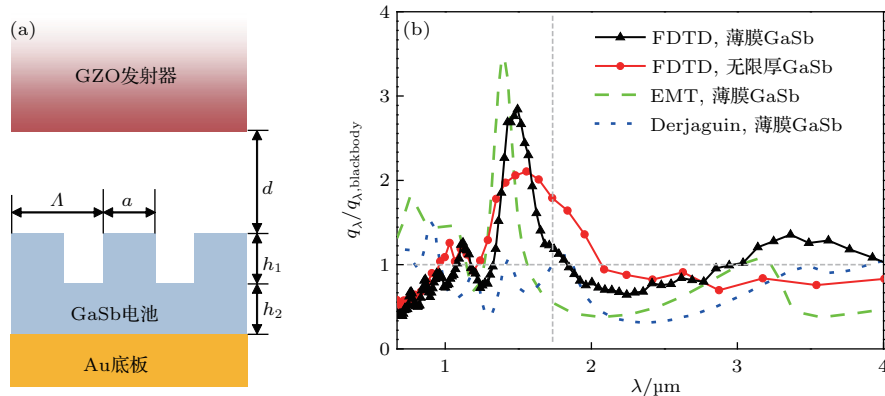 (a)
GZO发射器
d
Λ
a
h1
h2
GaSb电池
Au底板
(b)
FDTD, 薄膜GaSb
FDTD, 无限厚GaSb
EMT, 薄膜GaSb
Derjaguin, 薄膜GaSb
qλ/qλ,blackbody
4
3
2
1
0
1
2
3
4
λ/µm